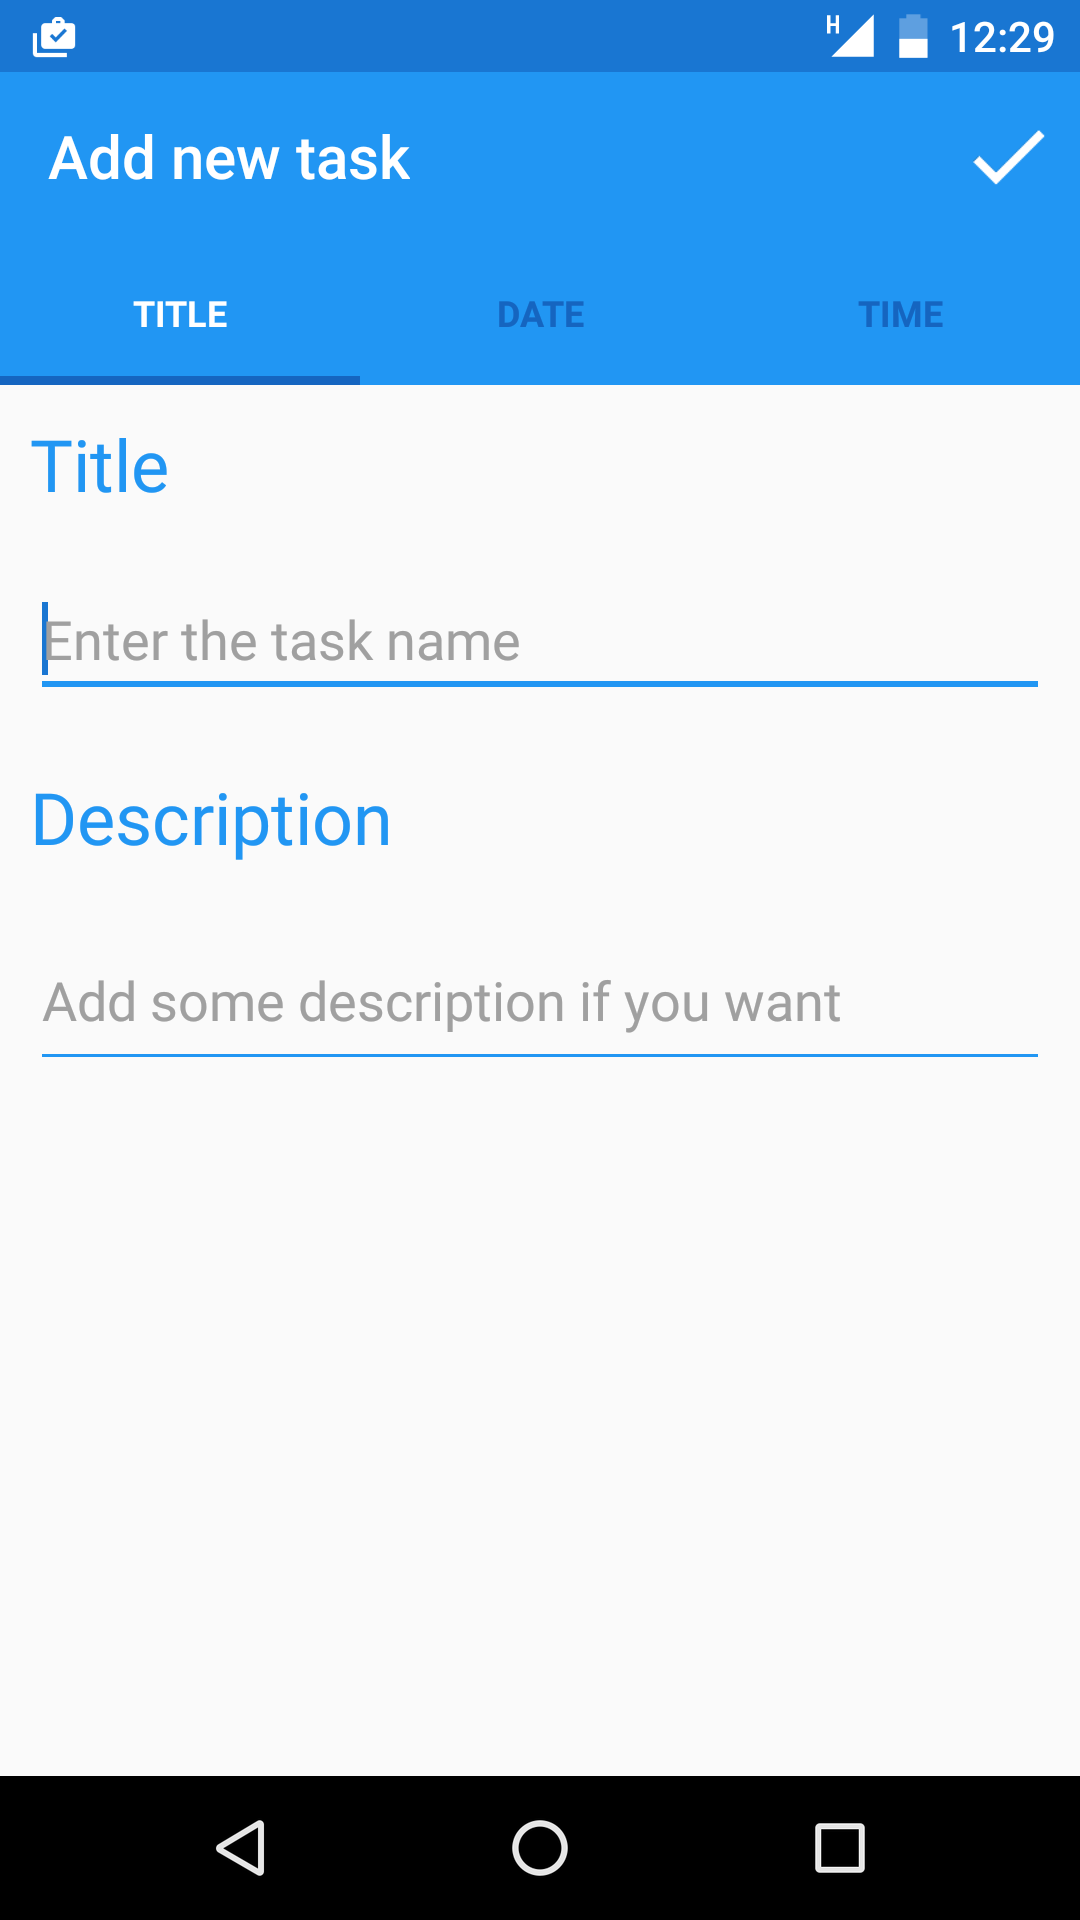 H 12:29
Add new task
TITLE DATE TIME
Title
Enter the task name
Description
Add some description if you want